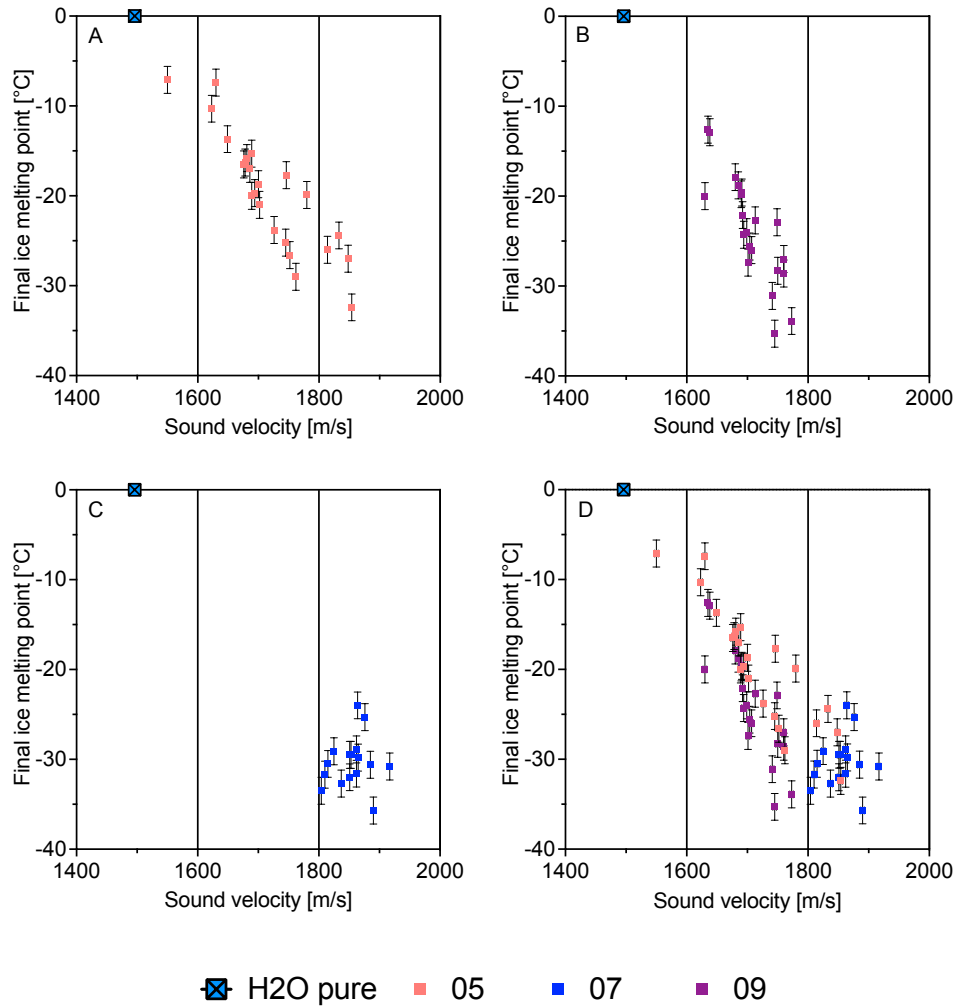 A
0
-10
-20
-30
-40
Final ice melting point [°C]
1400 1600 1800 2000
Sound velocity [m/s]
B
0
-10
-20
-30
-40
Final ice melting point [°C]
1400 1600 1800 2000
Sound velocity [m/s]
C
0
-10
-20
-30
-40
Final ice melting point [°C]
1400 1600 1800 2000
Sound velocity [m/s]
D
0
-10
-20
-30
-40
Final ice melting point [°C]
1400 1600 1800 2000
Sound velocity [m/s]
H2O pure 05 07 09